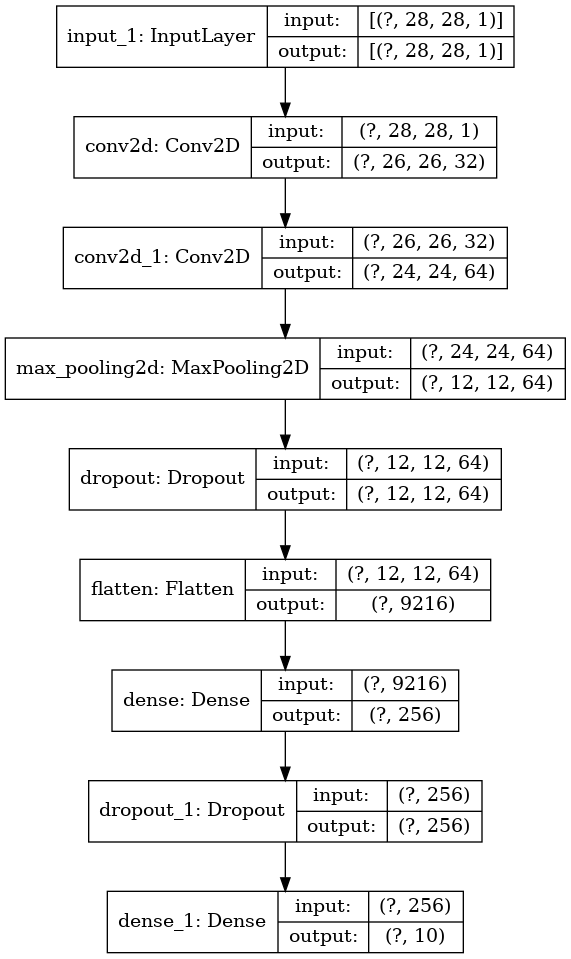 input_1: InputLayer
input: [(?, 28, 28, 1)]
output: [(?, 28, 28, 1)]
conv2d: Conv2D
input: (?, 28, 28, 1)
output: (?, 26, 26, 32)
conv2d_1: Conv2D
input: (?, 26, 26, 32)
output: (?, 24, 24, 64)
max_pooling2d: MaxPooling2D
input: (?, 24, 24, 64)
output: (?, 12, 12, 64)
dropout: Dropout
input: (?, 12, 12, 64)
output: (?, 12, 12, 64)
flatten: Flatten
input: (?, 12, 12, 64)
output: (?, 9216)
dense: Dense
input: (?, 9216)
output: (?, 256)
dropout_1: Dropout
input: (?, 256)
output: (?, 256)
dense_1: Dense
input: (?, 256)
output: (?, 10)